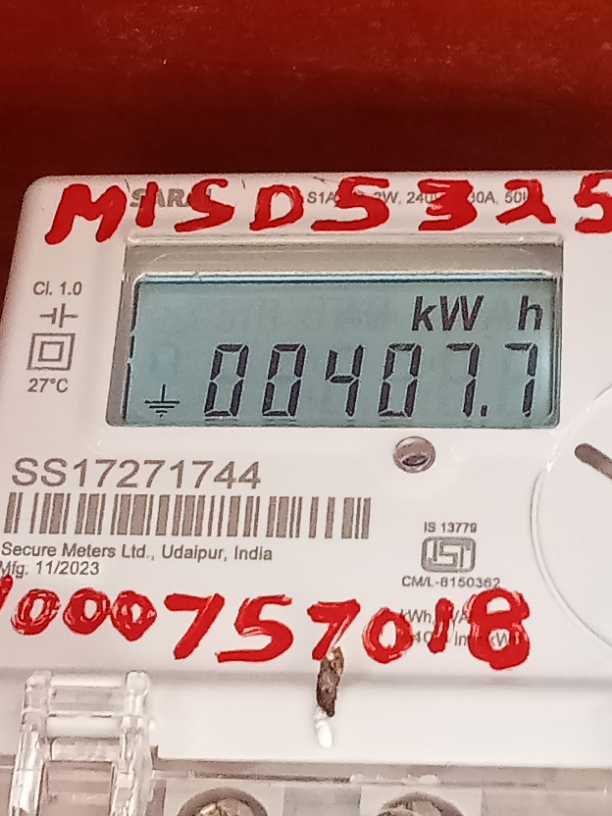 MISD5325
Cl. 1.0
27°C
kW h
00407.7
SS17271744
IS 13779
Secure Meters Ltd., Udaipur, India
Mfg. 11/2023
CM/L-8150362
1000757018